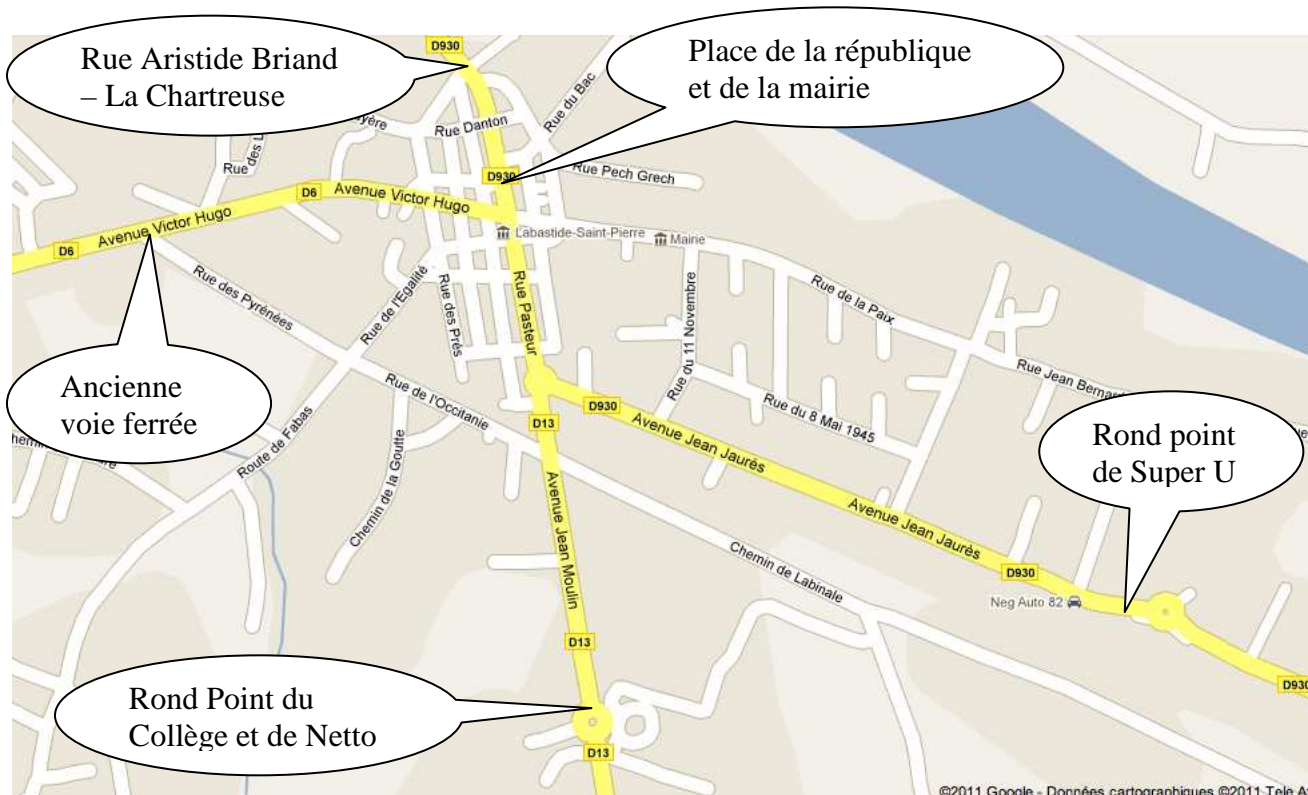 Rue Aristide Briand
– La Chartreuse
Place de la république
et de la mairie
D930
Rue du Bac
Rue Danton
Rue des
D930
Rue Pech Grech
D6
Avenue Victor Hugo
Avenue Victor Hugo
D6
Labastide-Saint-Pierre
Mairie
Rue des Pyrénées
Rue de l'Egalité
Rue des Prés
Rue Pasteur
Rue du 11 Novembre
Rue de la Paix
Rue Jean Bernard
Ancienne
voie ferrée
Rue de l'Occitanie
D930
D13
Rue du 8 Mai 1945
Avenue Jean Jaurès
Rond point
de Super U
Route de Fabas
Chemin de la Goutte
Avenue Jean Moulin
Avenue Jean Jaurès
Chemin de Labinale
D930
Neg Auto 82
D13
Rond Point du
Collège et de Netto
D930
D13
©2011 Google - Données cartographiques ©2011 Tele